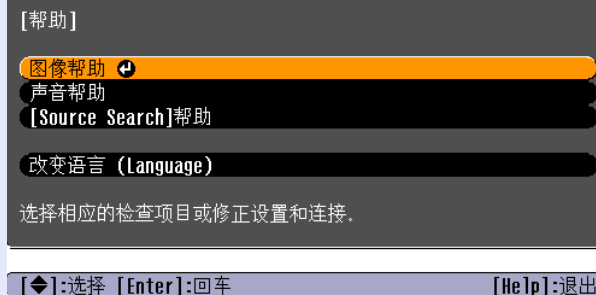 [帮助]
图像帮助
声音帮助
[Source Search]帮助
改变语言 (Language)
选择相应的检查项目或修正设置和连接.
[◆]:选择 [Enter]:回车 [Help]:退出